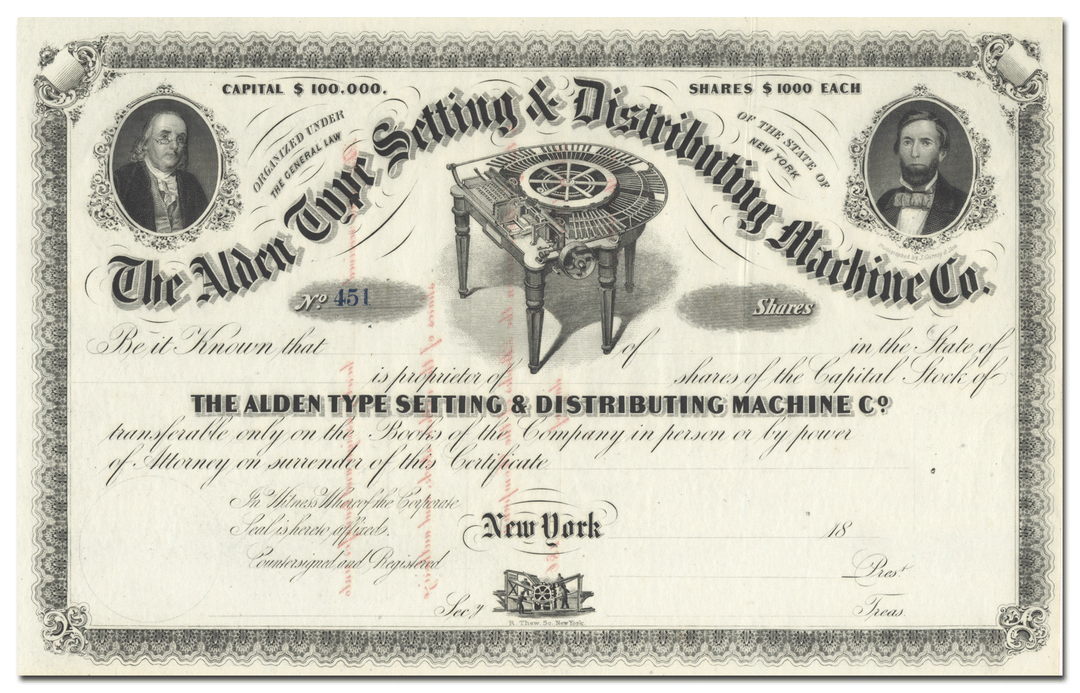 CAPITAL $ 100.000.
SHARES $ 1000 EACH
ORGANIZED UNDER
THE GENERAL LAW
OF THE STATE OF
NEW YORK
The Alden Type Setting & Distributing Machine Co.
No. 451
Shares
Be it Known that of in the State of
is proprietor of shares of the Capital Stock of
THE ALDEN TYPE SETTING & DISTRIBUTING MACHINE Co.
transferable only on the Books of the Company in person or by power
of Attorney on surrender of this Certificate
In Witness Whereof the Corporate
Seal is hereto affixed.
New York 18
Countersigned and Registered
Prest.
Secy.
Treas.